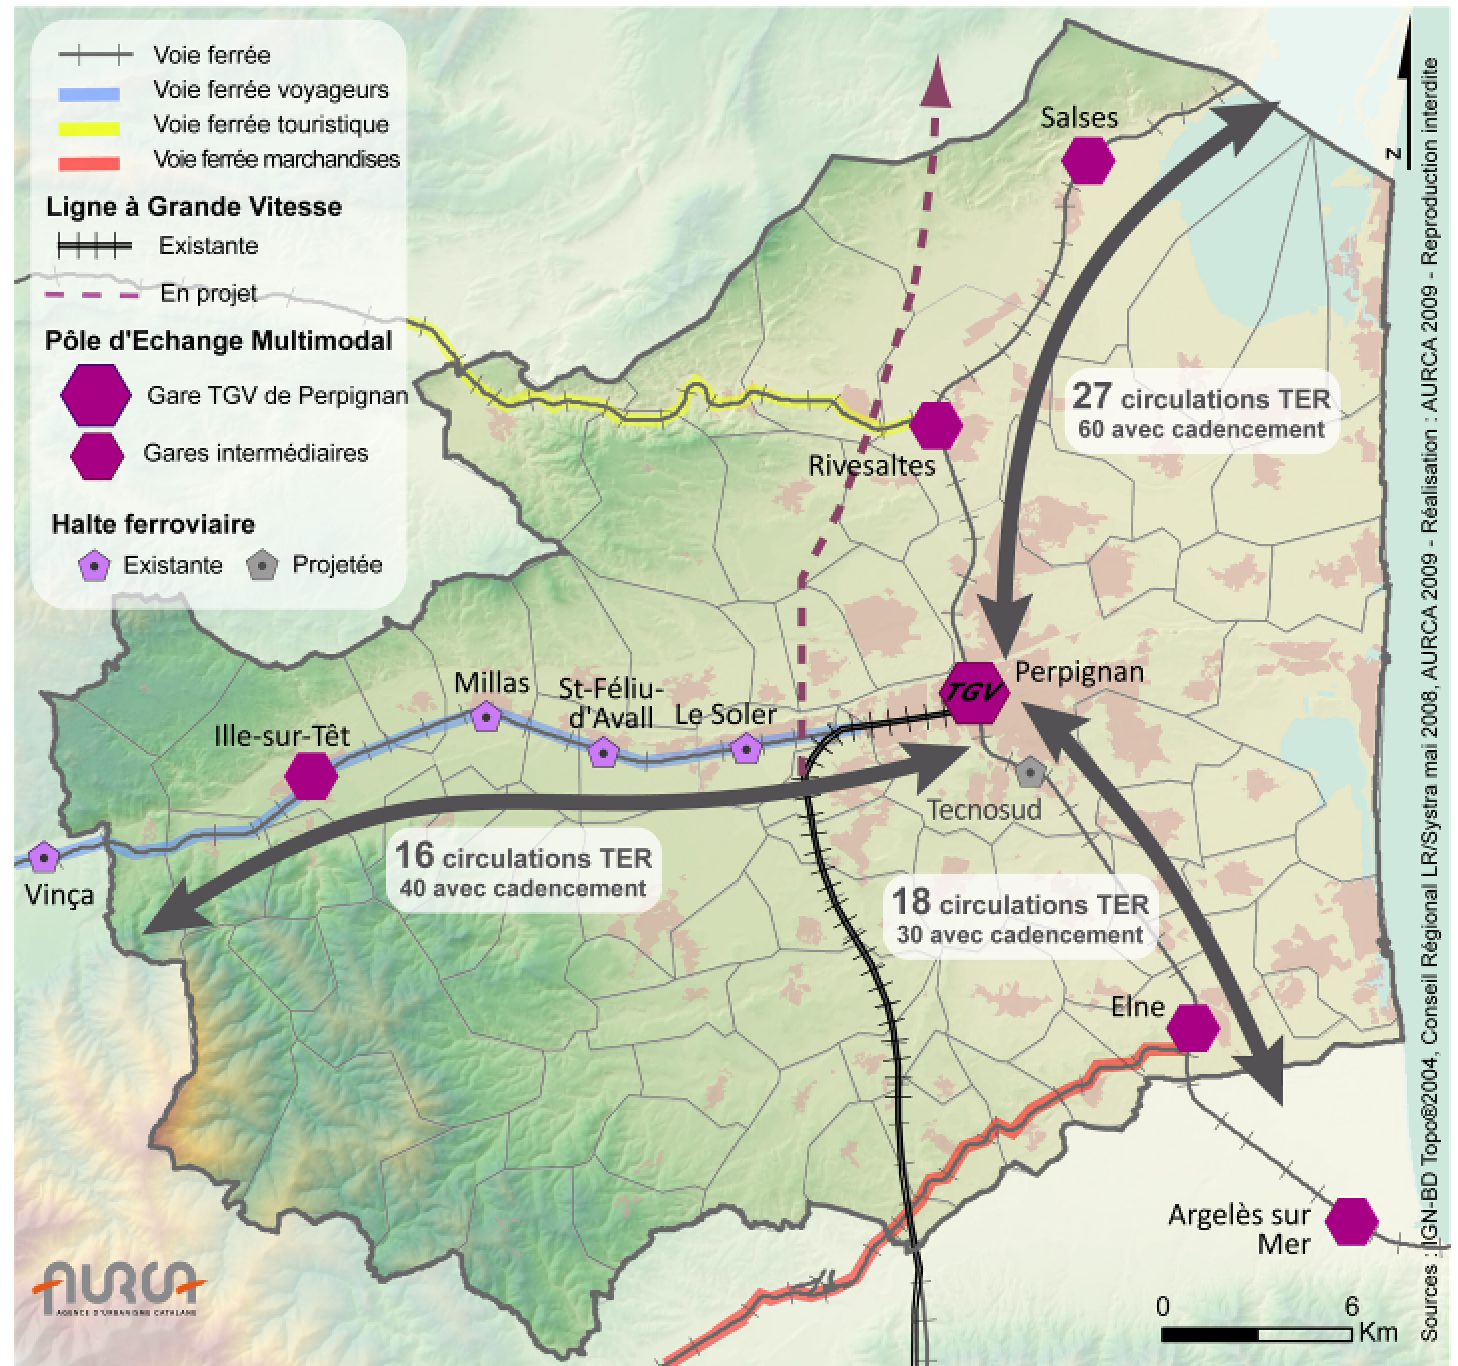 Voie ferrée
Voie ferrée voyageurs
Voie ferrée touristique
Voie ferrée marchandises
Ligne à Grande Vitesse
Existante
En projet
Pôle d'Echange Multimodal
Gare TGV de Perpignan
Gares intermédiaires
Halte ferroviaire
Existante
Projetée
Salses
N
27 circulations TER
60 avec cadencement
Rivesaltes
TGV
Perpignan
Millas
St-Féliu-
d'Avall
Le Soler
Ille-sur-Têt
Tecnosud
Vinça
16 circulations TER
40 avec cadencement
18 circulations TER
30 avec cadencement
Elne
Argelès sur
Mer
0
6
Km
AURCA
AGENCE D'URBANISME CATALANE
Sources : IGN-BD Topo®2004, Conseil Régional LR/Systra mai 2008, AURCA 2009 - Réalisation : AURCA 2009 - Reproduction interdite